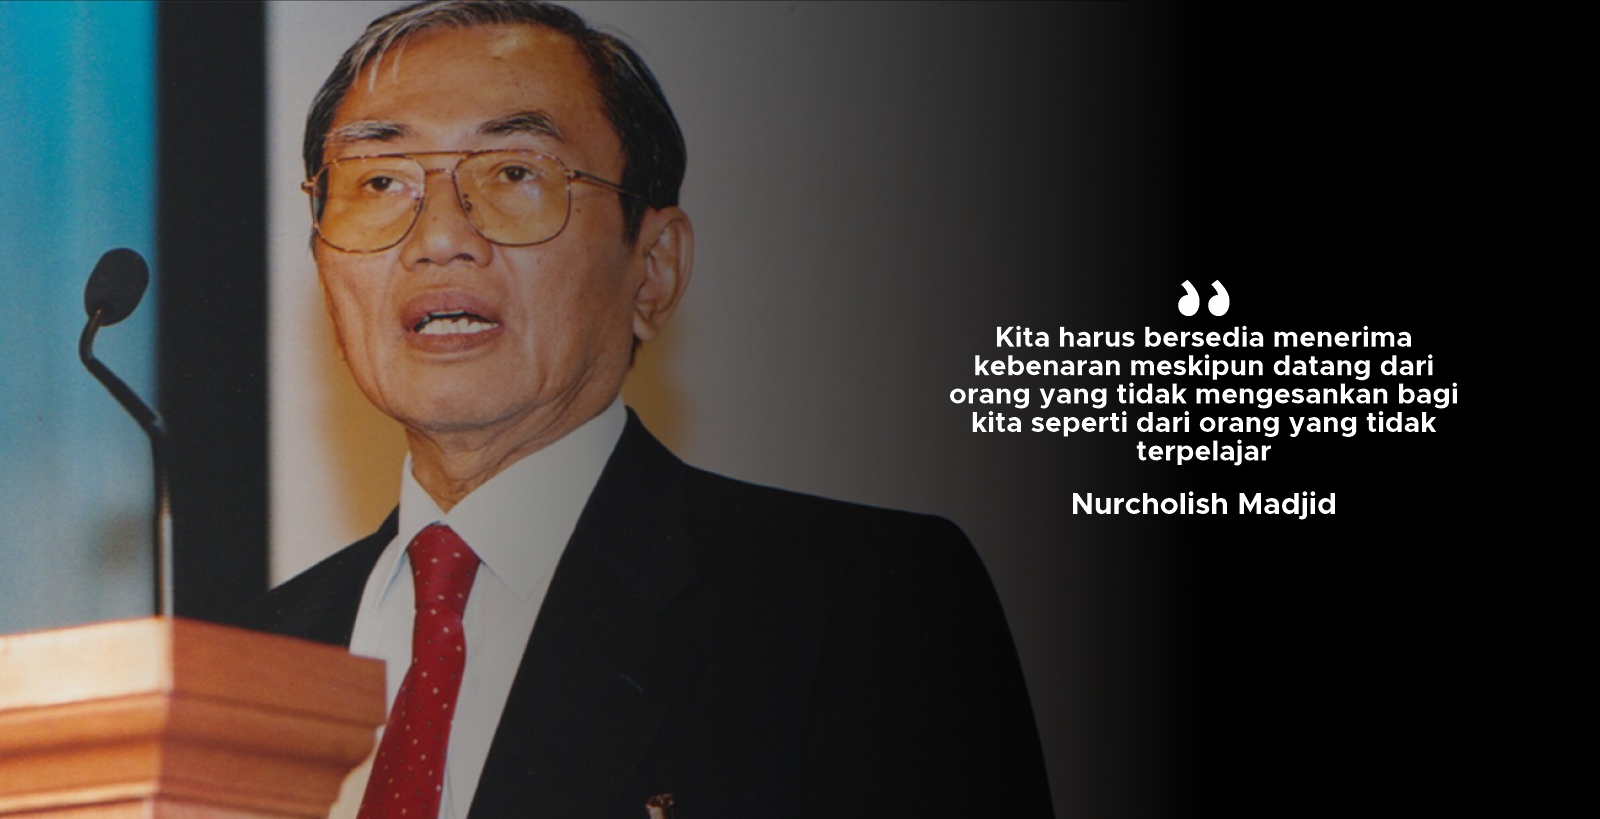 Kita harus bersedia menerima
kebenaran meskipun datang dari
orang yang tidak mengesankan bagi
kita seperti dari orang yang tidak
terpelajar
Nurcholish Madjid